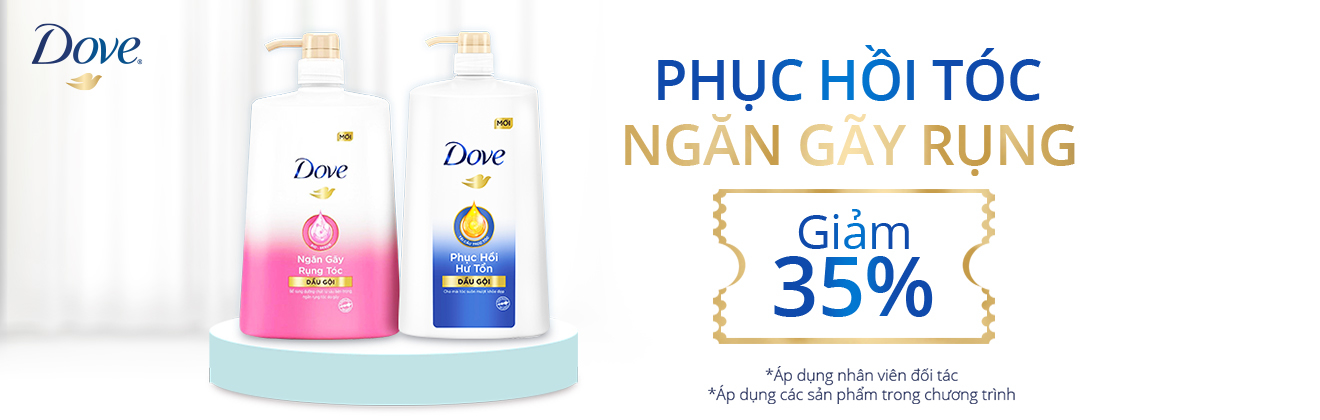 Dove
MỚI
Dove
Ngăn Gãy
Rụng Tóc
DẦU GỘI
MỚI
Dove
Phục Hồi
Hư Tổn
DẦU GỘI
PHỤC HỒI TÓC
NGĂN GÃY RỤNG
Giảm
35%
*Áp dụng nhân viên đối tác
*Áp dụng các sản phẩm trong chương trình